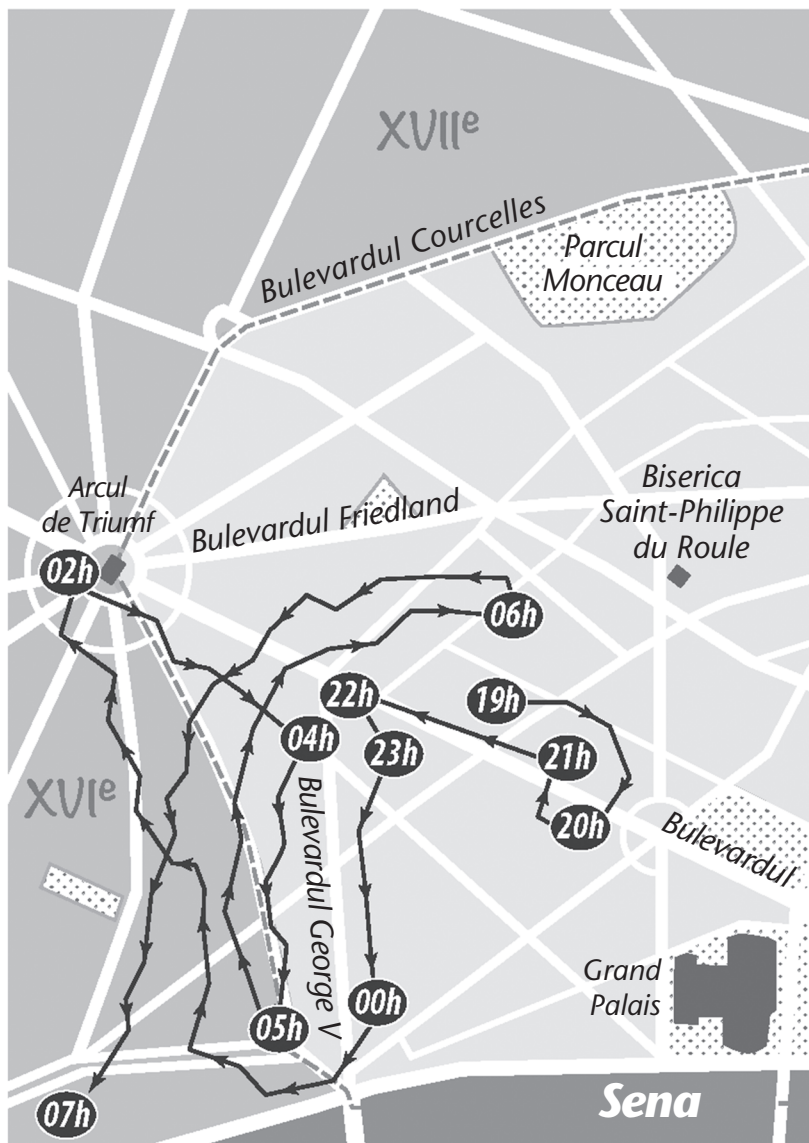 XVIIe
Bulevardul Courcelles
Parcul
Monceau
Arcul
de Triumf
Bulevardul Friedland
Biserica
Saint-Philippe
du Roule
02h
06h
22h
19h
04h
23h
21h
20h
XVIe
Bulevardul George V
Bulevardul
Grand
Palais
00h
05h
07h
Sena